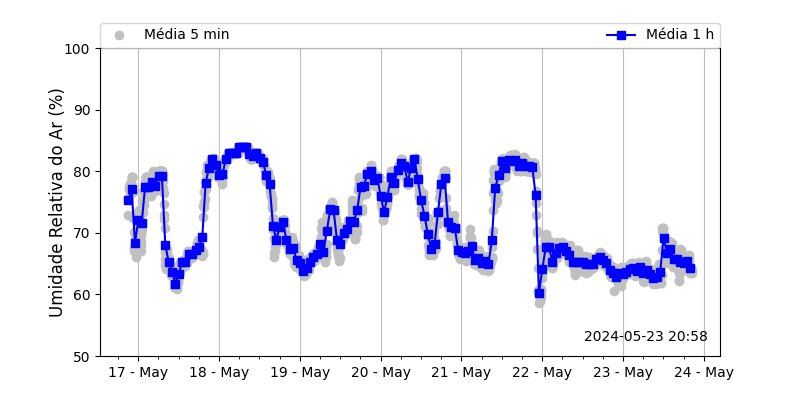 Média 5 min
Média 1 h
Umidade Relativa do Ar (%)
100
90
80
70
60
50
2024-05-23 20:58
17 - May
18 - May
19 - May
20 - May
21 - May
22 - May
23 - May
24 - May